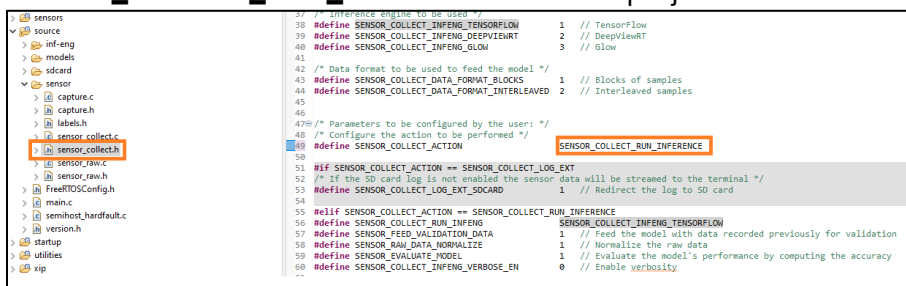 sensors
source
inf-eng
models
sdcard
sensor
capture.c
capture.h
labels.h
sensor_collect.c
sensor_collect.h
sensor_raw.c
sensor_raw.h
FreeRTOSConfig.h
main.c
semihost_hardfault.c
version.h
startup
utilities
xip
37 /* Inference engine to be used */
38 #define SENSOR_COLLECT_INFENG_TENSORFLOW 1 // TensorFlow
39 #define SENSOR_COLLECT_INFENG_DEEPVIEWRT 2 // DeepViewRT
40 #define SENSOR_COLLECT_INFENG_GLOW 3 // Glow
41
42 /* Data format to be used to feed the model */
43 #define SENSOR_COLLECT_DATA_FORMAT_BLOCKS 1 // Blocks of samples
44 #define SENSOR_COLLECT_DATA_FORMAT_INTERLEAVED 2 // Interleaved samples
45
46
47 /* Parameters to be configured by the user: */
48 /* Configure the action to be performed */
49 #define SENSOR_COLLECT_ACTION SENSOR_COLLECT_RUN_INFERENCE
50
51 #if SENSOR_COLLECT_ACTION == SENSOR_COLLECT_LOG_EXT
52 /* If the SD card log is not enabled the sensor data will be streamed to the terminal */
53 #define SENSOR_COLLECT_LOG_EXT_SDCARD 1 // Redirect the log to SD card
54
55 #elif SENSOR_COLLECT_ACTION == SENSOR_COLLECT_RUN_INFERENCE
56 #define SENSOR_COLLECT_RUN_INFENG SENSOR_COLLECT_INFENG_TENSORFLOW
57 #define SENSOR_FEED_VALIDATION_DATA 1 // Feed the model with data recorded previously for validation
58 #define SENSOR_RAW_DATA_NORMALIZE 1 // Normalize the raw data
59 #define SENSOR_EVALUATE_MODEL 1 // Evaluate the model's performance by computing the accuracy
60 #define SENSOR_COLLECT_INFENG_VERBOSE_EN 0 // Enable verbosity